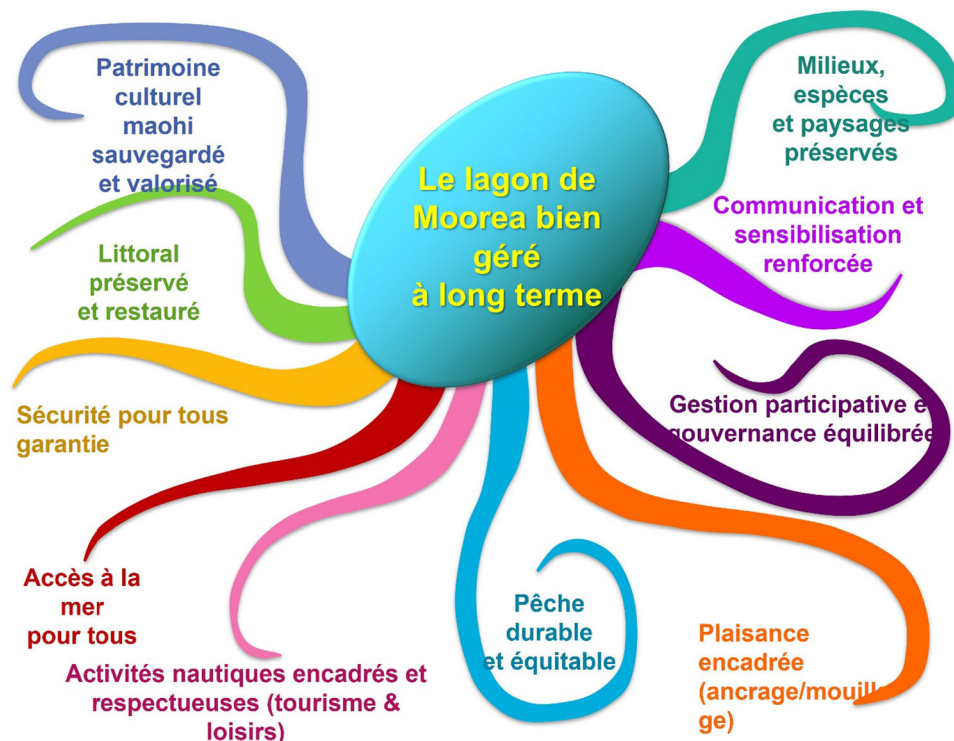 Patrimoine
culturel
maohi
sauvegardé
et valorisé
Milieux,
espèces
et paysages
préservés
Le lagon de
Moorea bien
géré
à long terme
Communication et
sensibilisation
renforcée
Littoral
préservé
et restauré
Gestion participative e
gouvernance équilibrée
Sécurité pour tous
garantie
Accès à la
mer
pour tous
Pêche
durable
et équitable
Plaisance
encadrée
(ancrage/mouilla
ge)
Activités nautiques encadrés et
respectueuses (tourisme &
loisirs)